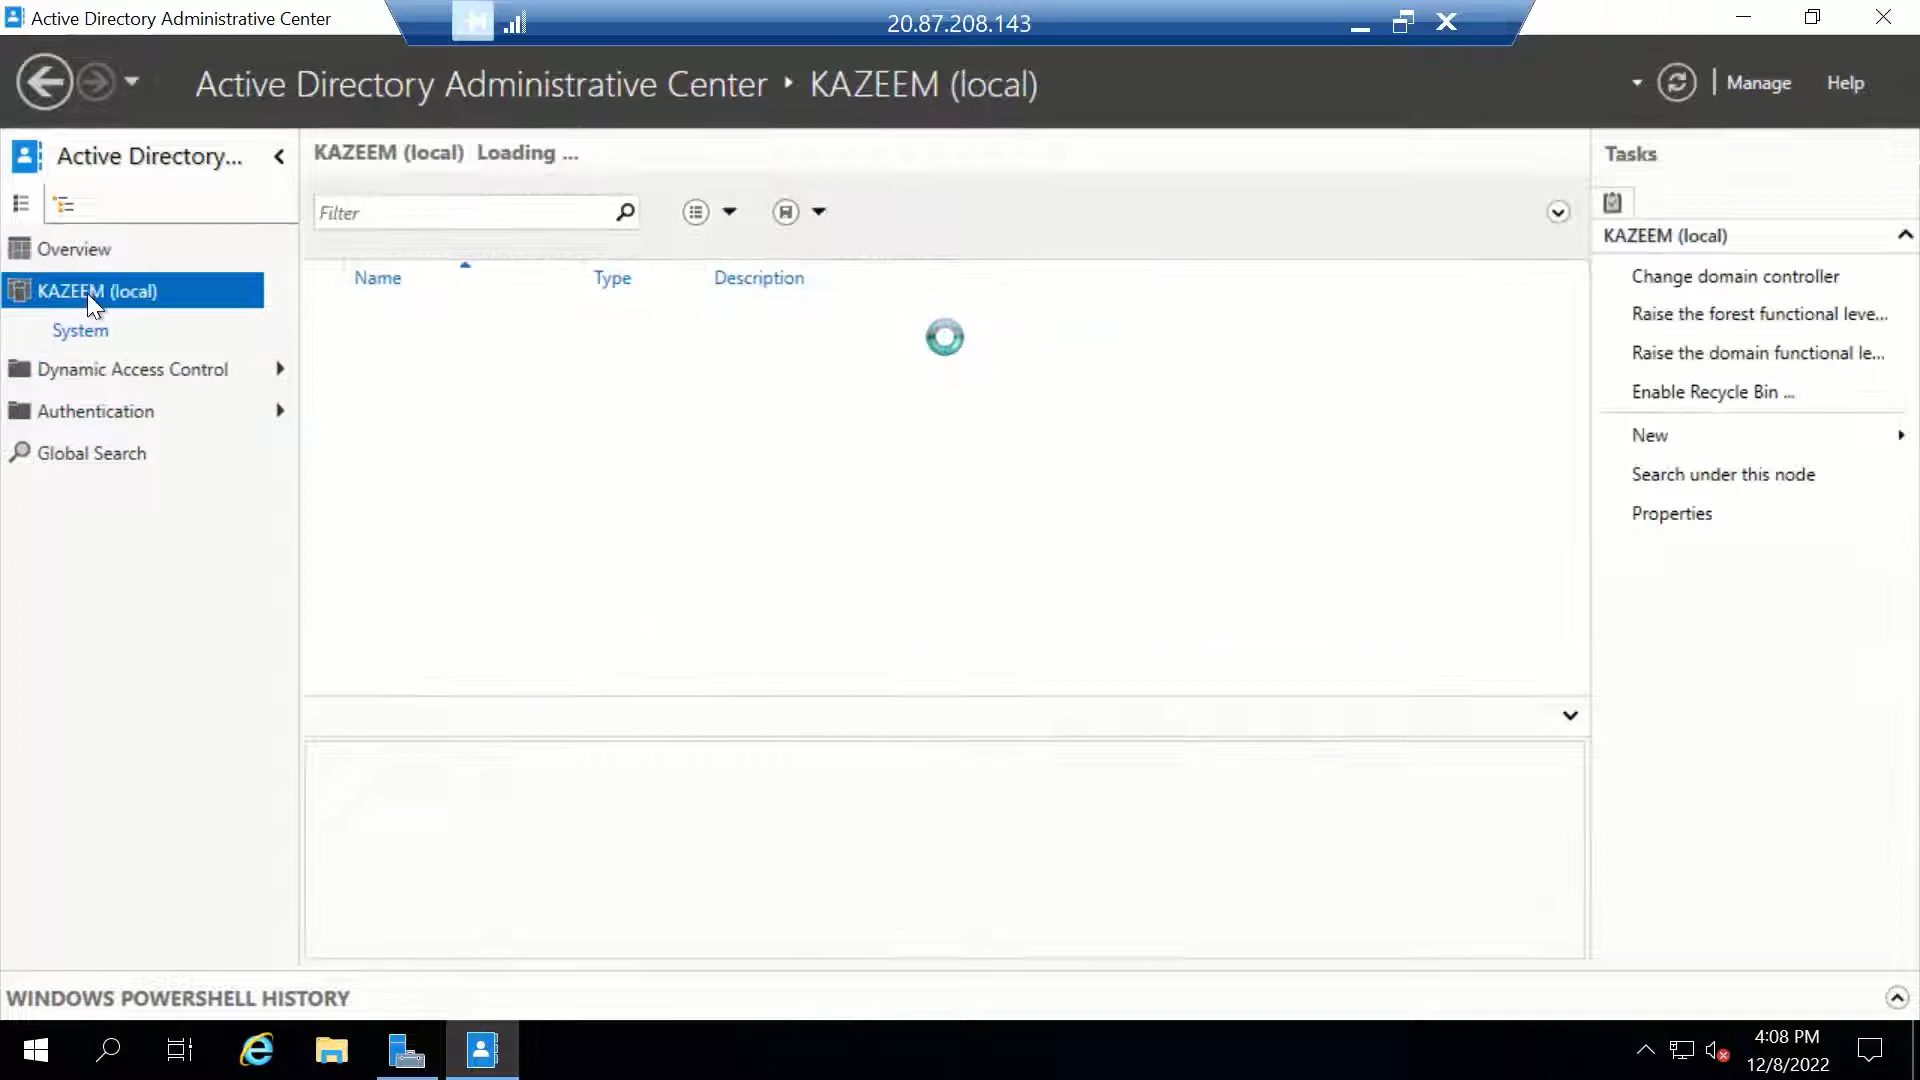 Active Directory Administrative Center
20.87.208.143
Active Directory Administrative Center ‣ KAZEEM (local)
Manage
Help
Active Directory...
KAZEEM (local) Loading ...
Tasks
Filter
Overview
KAZEEM (local)
System
Dynamic Access Control
Authentication
Global Search
Name
Type
Description
KAZEEM (local)
Change domain controller
Raise the forest functional leve...
Raise the domain functional le...
Enable Recycle Bin ...
New
Search under this node
Properties
WINDOWS POWERSHELL HISTORY
4:08 PM
12/8/2022